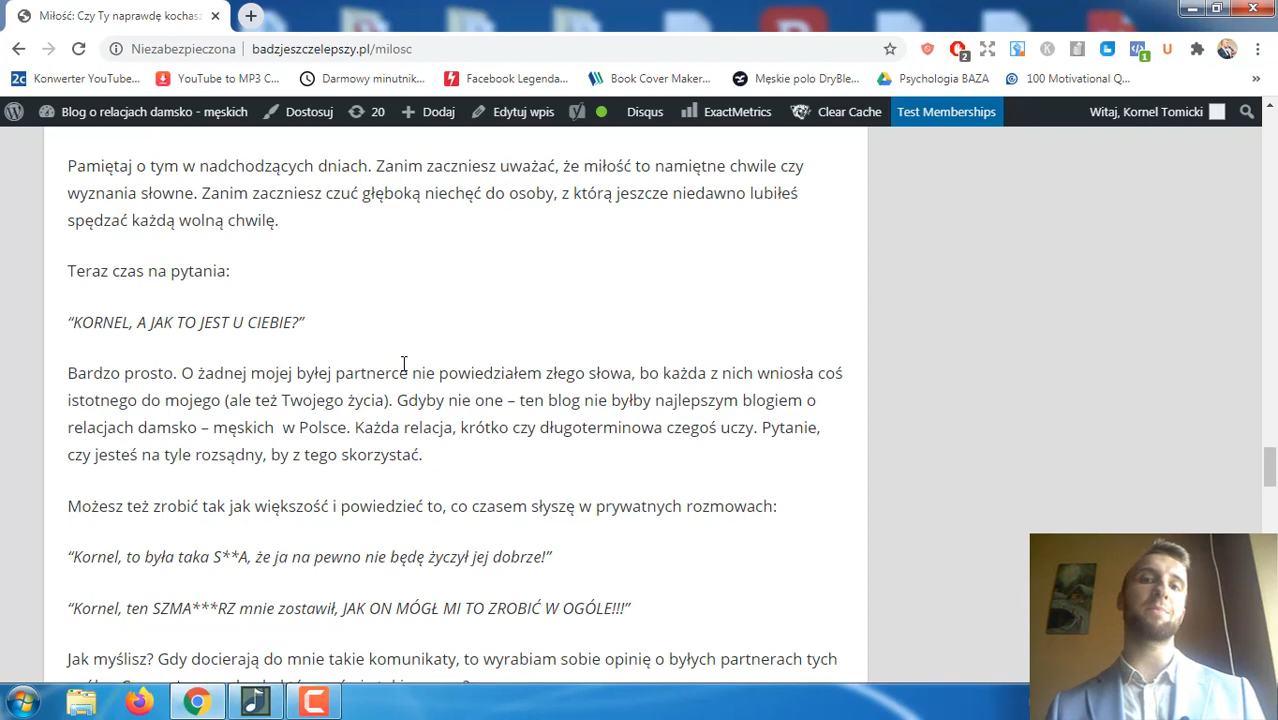 Miłość: Czy Ty naprawdę kochasz
Niezabezpieczona
badzjeszczelepszy.pl/milosc
2
1
Konwerter YouTube...
YouTube to MP3 C...
Darmowy minutnik...
Facebook Legenda...
Book Cover Maker...
Męskie polo DryBle...
Psychologia BAZA
100 Motivational Q...
»
Blog o relacjach damsko - męskich
Dostosuj
20
Dodaj
Edytuj wpis
Disqus
ExactMetrics
Clear Cache
Test Memberships
Witaj, Kornel Tomicki
Pamiętaj o tym w nadchodzących dniach. Zanim zaczniesz uważać, że miłość to namiętne chwile czy
wyznania słowne. Zanim zaczniesz czuć głęboką niechęć do osoby, z którą jeszcze niedawno lubiłeś
spędzać każdą wolną chwilę.
Teraz czas na pytania:
“KORNEL, A JAK TO JEST U CIEBIE?”
Bardzo prosto. O żadnej mojej byłej partnerce nie powiedziałem złego słowa, bo każda z nich wniosła coś
istotnego do mojego (ale też Twojego życia). Gdyby nie one – ten blog nie byłby najlepszym blogiem o
relacjach damsko – męskich w Polsce. Każda relacja, krótko czy długoterminowa czegoś uczy. Pytanie,
czy jesteś na tyle rozsądny, by z tego skorzystać.
Możesz też zrobić tak jak większość i powiedzieć to, co czasem słyszę w prywatnych rozmowach:
“Kornel, to była taka S**A, że ja na pewno nie będę życzył jej dobrze!”
“Kornel, ten SZMA***RZ mnie zostawił, JAK ON MÓGŁ MI TO ZROBIĆ W OGÓLE!!!”
Jak myślisz? Gdy docierają do mnie takie komunikaty, to wyrabiam sobie opinię o byłych partnerach tych